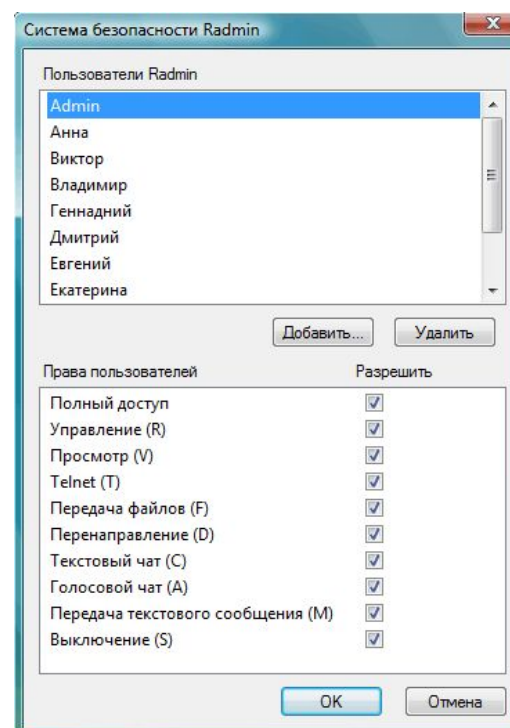 Система безопасности Radmin
Пользователи Radmin
Admin
Анна
Виктор
Владимир
Геннадний
Дмитрий
Евгений
Екатерина
Добавить... Удалить
Права пользователей Разрешить
Полный доступ
Управление (R)
Просмотр (V)
Telnet (T)
Передача файлов (F)
Перенаправление (D)
Текстовый чат (C)
Голосовой чат (A)
Передача текстового сообщения (M)
Выключение (S)
OK Отмена